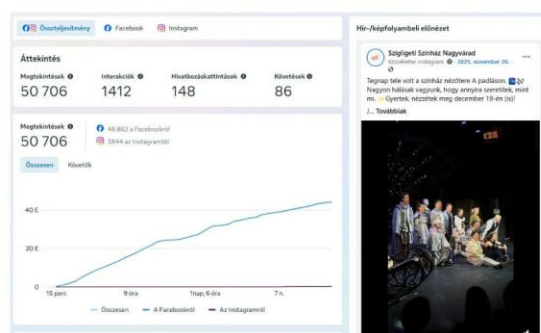 Összteljesítmény
Facebook
Instagram
Áttekintés
Megtekintések
Interakciók
Hivatkozáskattintások
Követések
50 706
1412
148
86
Megtekintések
50 706
46 862 a Facebookról
3844 az Instagramról
Összesen
Követők
40 E
20 E
0
15 perc
9 óra
1nap, 6 óra
7 n.
Összesen
A Facebookról
Az Instagramról
Hír-/képfolyambeli előnézet
Szigligeti Színház Nagyvárad
2025. november 26. ·
Tegnap tele volt a színház nézőtere A padláson.
Nagyon hálásak vagyunk, hogy annyira szeretitek, mint
mi. Gyertek, nézzétek meg december 19-én (is)!
J... Továbbiak